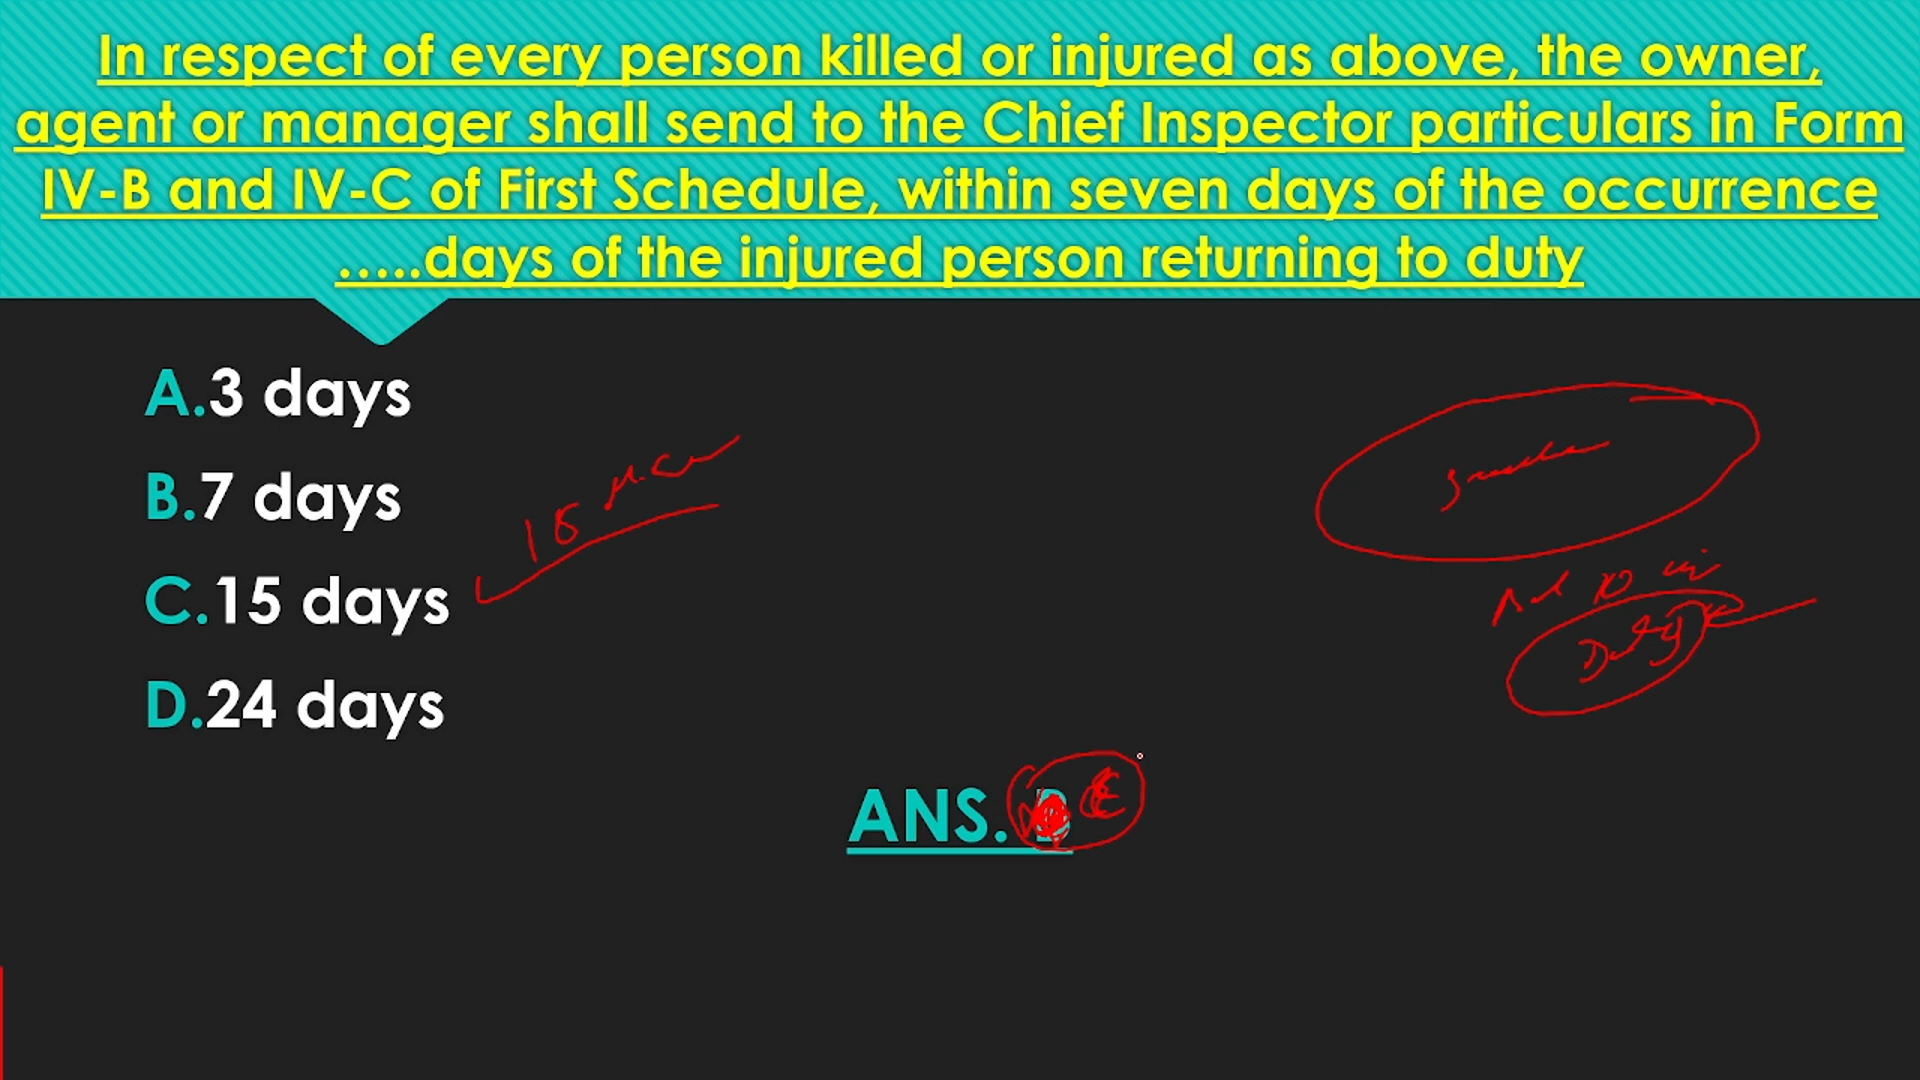 In respect of every person killed or injured as above, the owner,
agent or manager shall send to the Chief Inspector particulars in Form
IV-B and IV-C of First Schedule, within seven days of the occurrence
…..days of the injured person returning to duty
A.3 days
B.7 days
15
C.15 days
Duty
D.24 days
ANS.